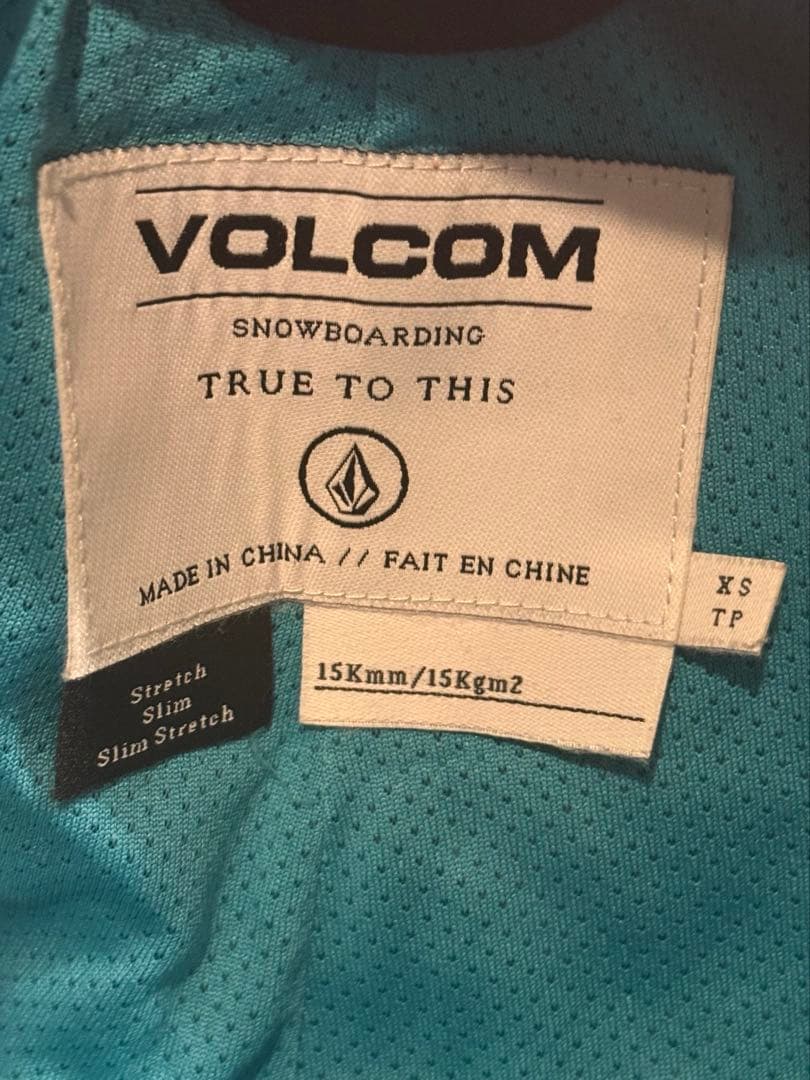 VOLCOM
SNOWBOARDING
TRUE TO THIS
MADE IN CHINA // FAIT EN CHINE
XS
TP
Stretch
Slim
Slim Stretch
15Kmm/15Kgm2